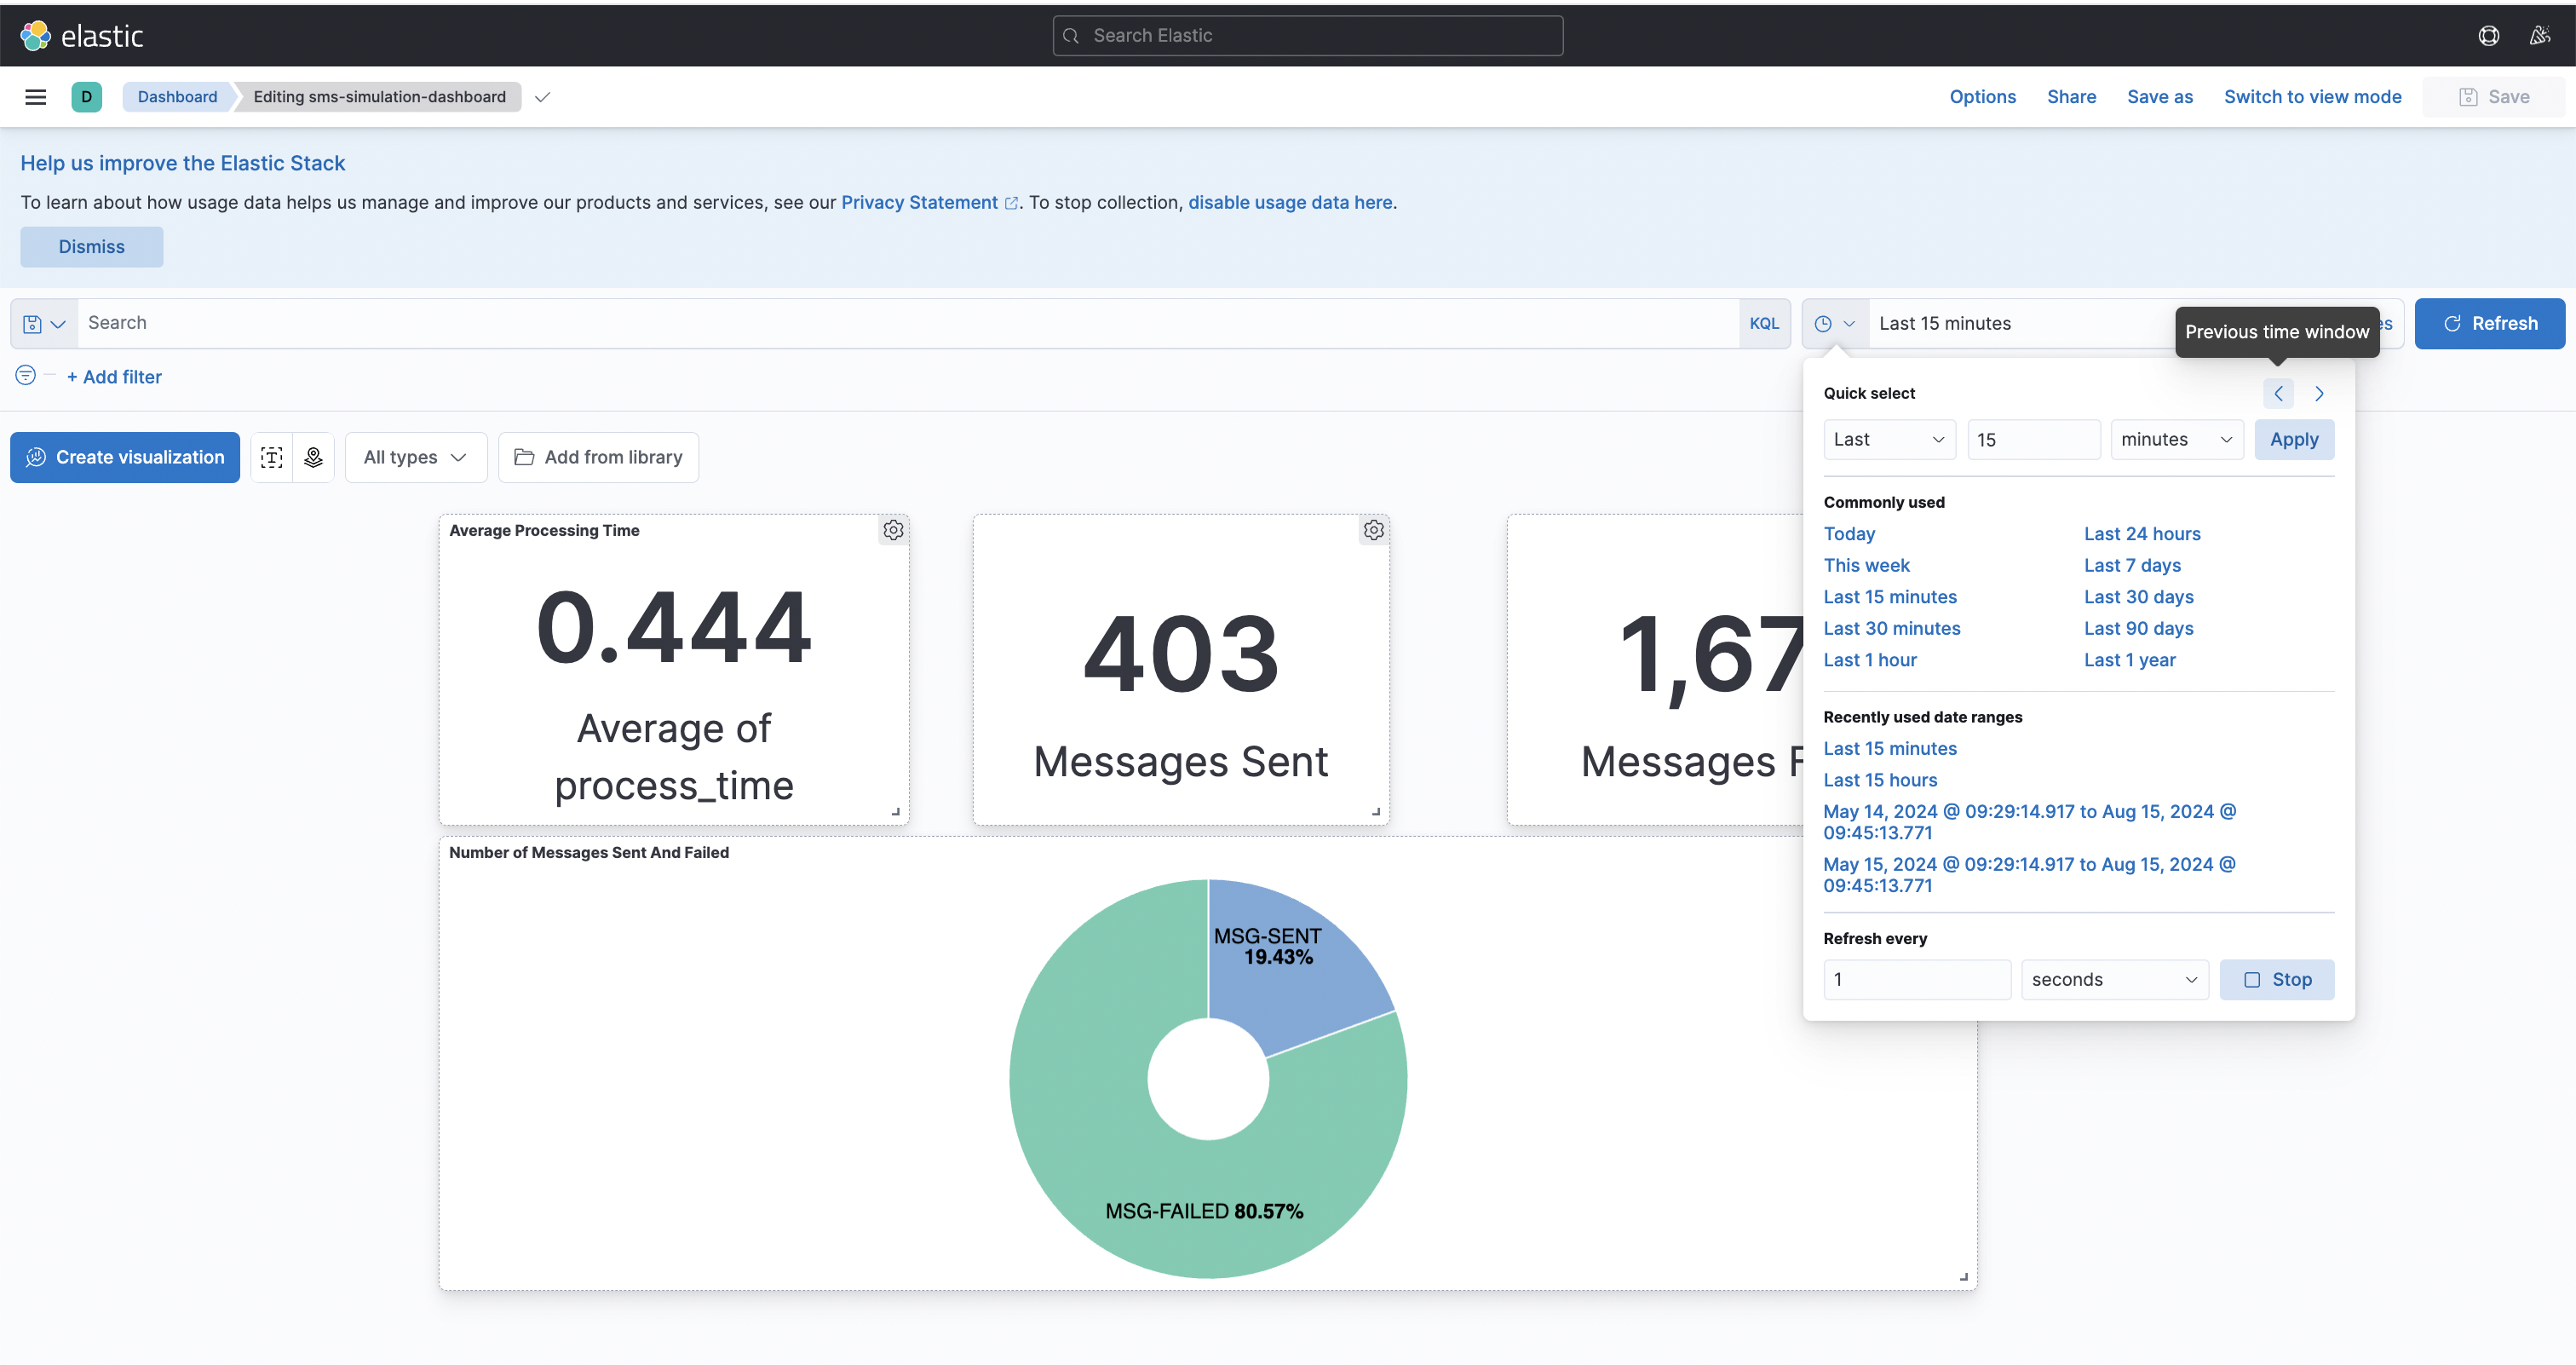 elastic
Search Elastic
D
Dashboard
Editing sms-simulation-dashboard
Options
Share
Save as
Switch to view mode
Save
Help us improve the Elastic Stack
To learn about how usage data helps us manage and improve our products and services, see our Privacy Statement. To stop collection, disable usage data here.
Dismiss
Search
KQL
Last 15 minutes
Previous time window
Refresh
+ Add filter
Quick select
Last
15
minutes
Apply
Create visualization
All types
Add from library
Commonly used
Today
Last 24 hours
This week
Last 7 days
Last 15 minutes
Last 30 days
Last 30 minutes
Last 90 days
Last 1 hour
Last 1 year
Recently used date ranges
Last 15 minutes
Last 15 hours
May 14, 2024 @ 09:29:14.917 to Aug 15, 2024 @
09:45:13.771
May 15, 2024 @ 09:29:14.917 to Aug 15, 2024 @
09:45:13.771
Refresh every
1
seconds
Stop
Average Processing Time
0.444
Average of
process_time
403
Messages Sent
1,67
Messages
Number of Messages Sent And Failed
MSG-SENT
19.43%
MSG-FAILED 80.57%